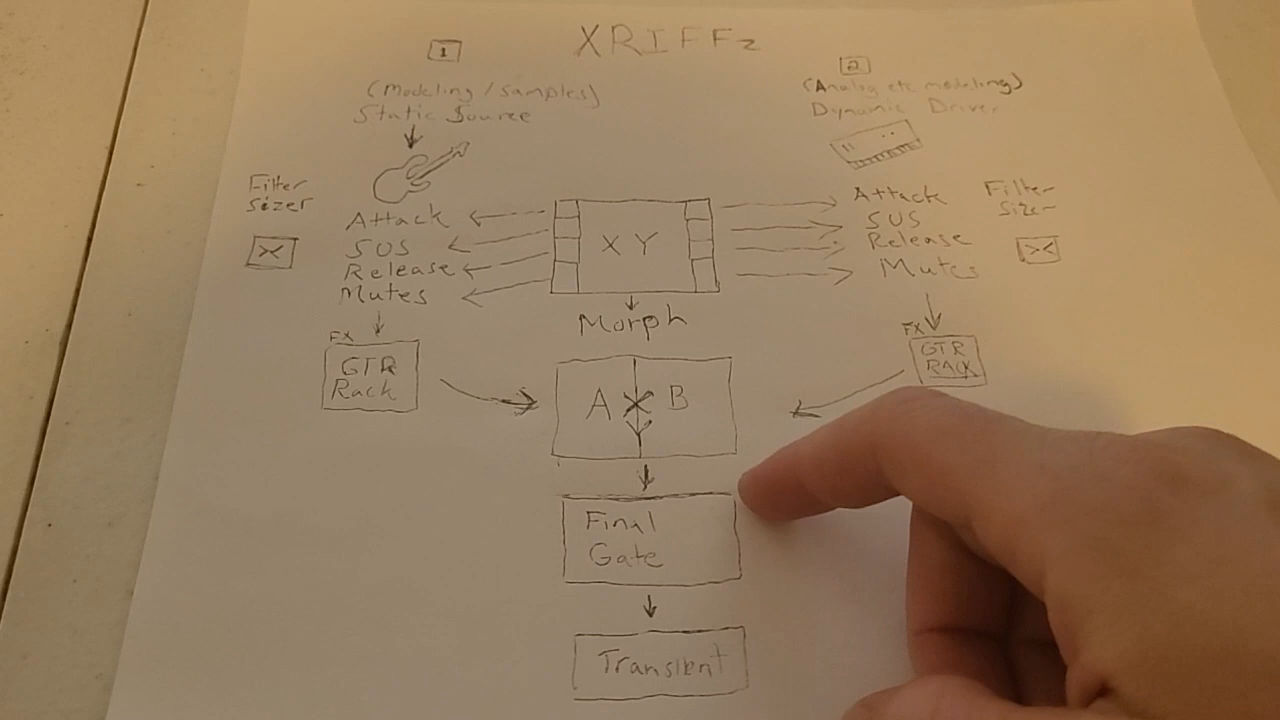 XRIFFz
1
(Modeling / Samples)
Static Source
2
(Analog etc modeling)
Dynamic Driver
Filter
sizer
Attack
SUS
Release
Mutes
X Y
Attack
SUS
Release
Mutes
Filter
Sizer
Morph
FX
GTR
Rack
FX
GTR
RACK
A X B
Y
Final
Gate
Transient